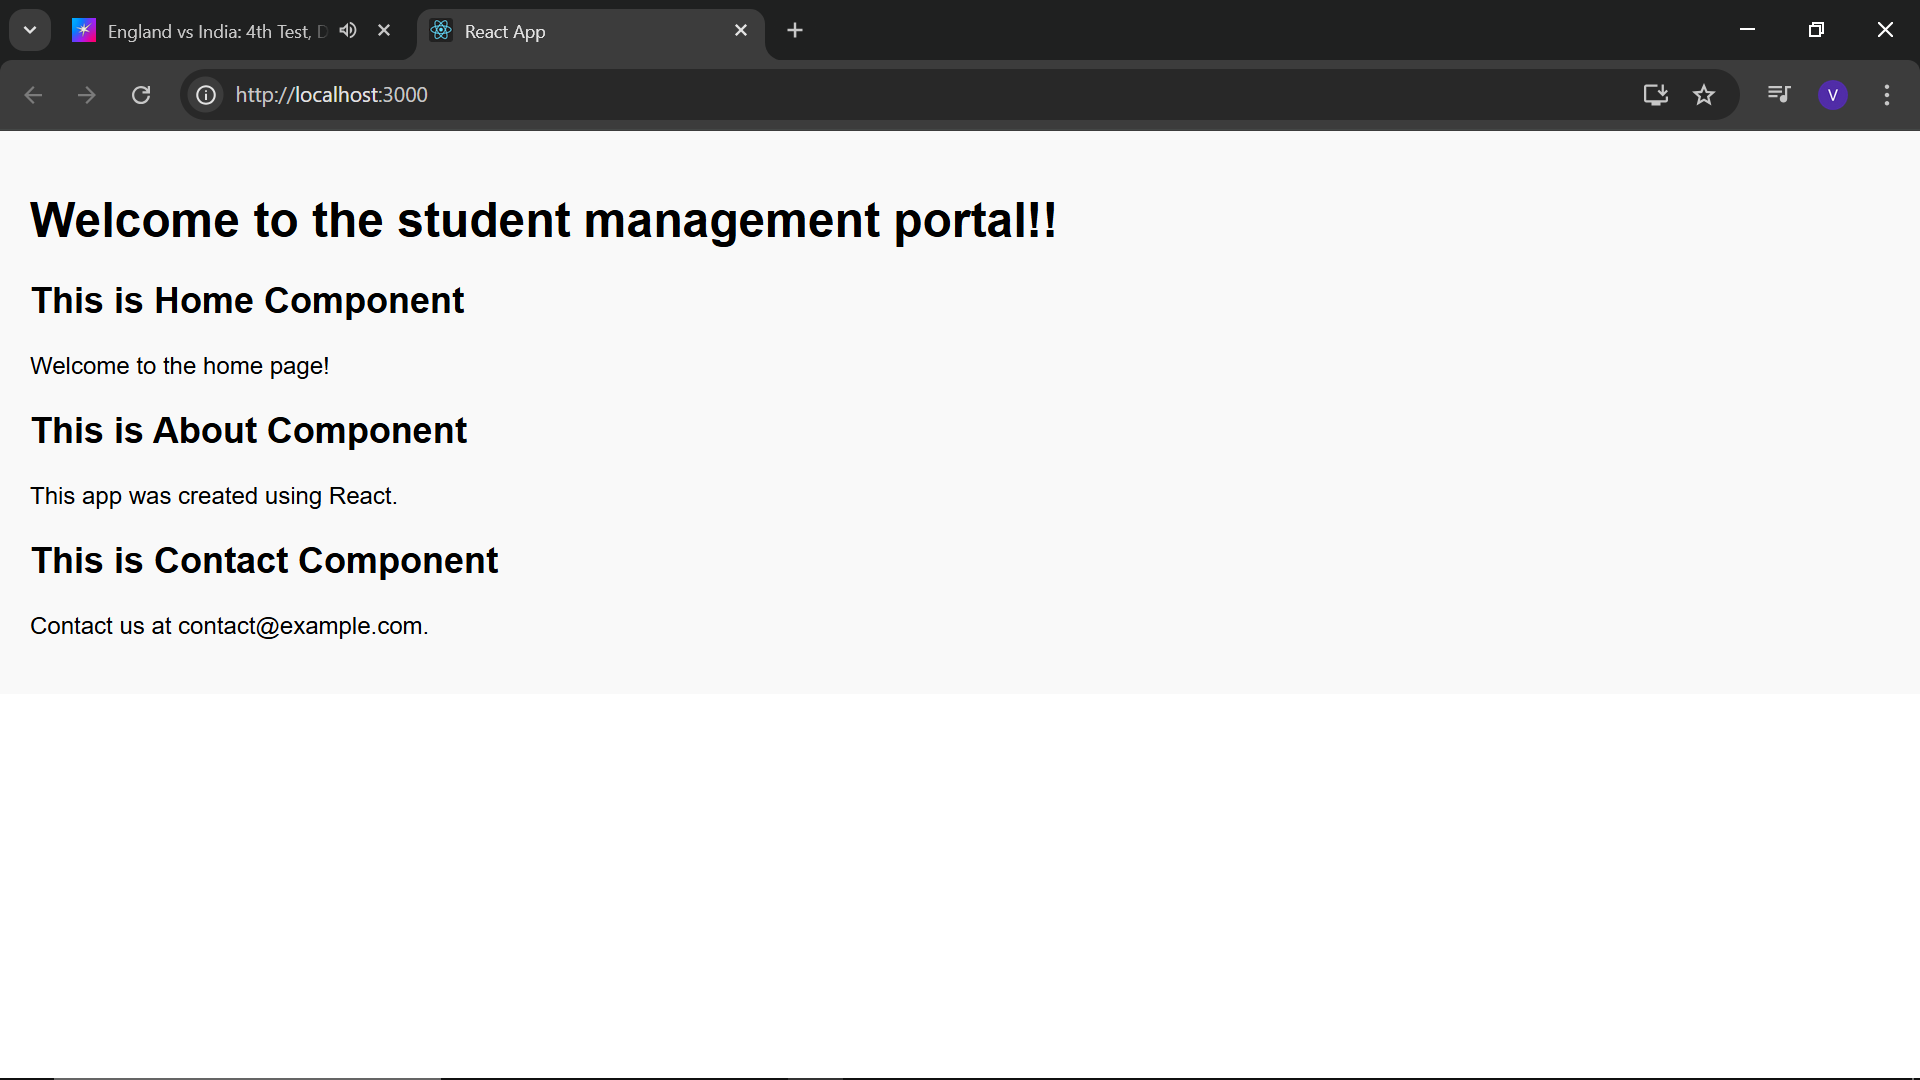 England vs India: 4th Test, D
React App
http://localhost:3000
V
Welcome to the student management portal!!
This is Home Component
Welcome to the home page!
This is About Component
This app was created using React.
This is Contact Component
Contact us at contact@example.com.